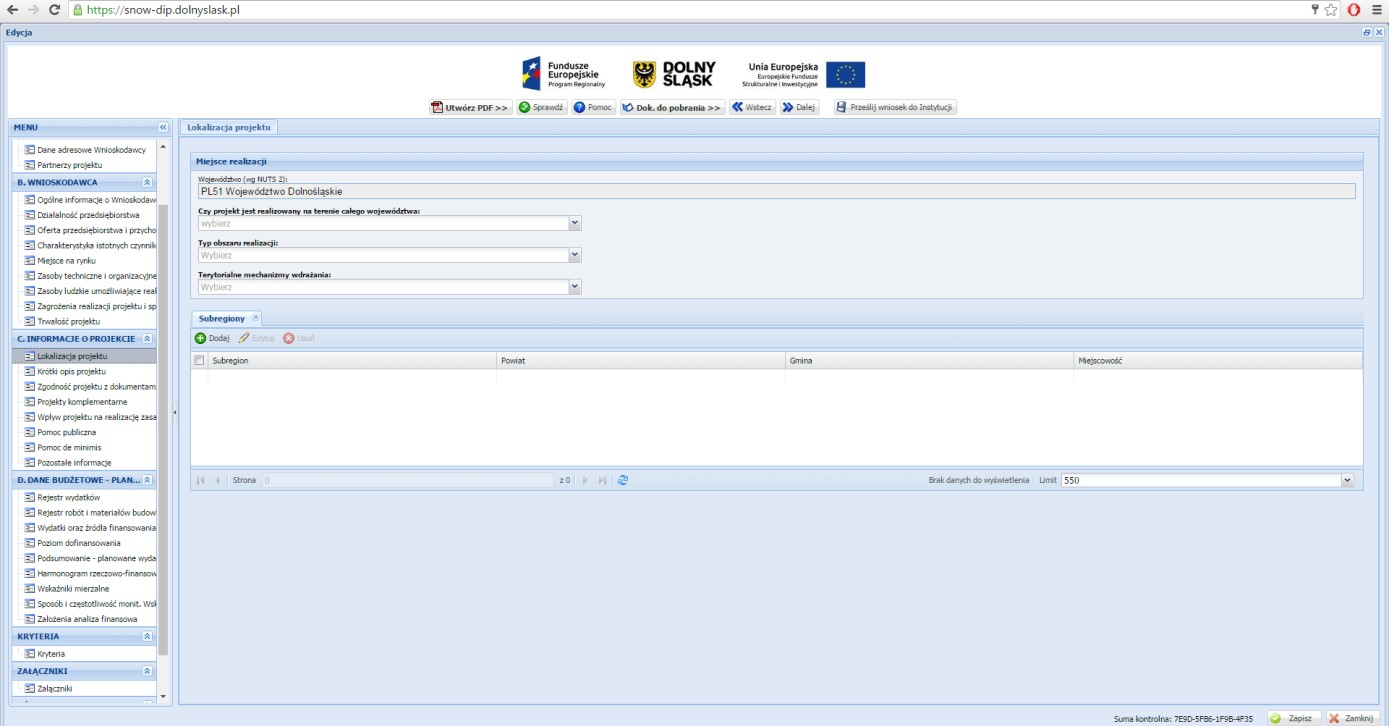 https://snow-dip.dolnyslask.pl
Edycja
Fundusze
Europejskie
Program Regionalny
DOLNY
ŚLĄSK
Unia Europejska
Europejskie Fundusze
Strukturalne i Inwestycyjne
Utwórz PDF >> Sprawdź Pomoc Dok. do pobrania >> Wstecz Dalej Prześlij wniosek do Instytucji
MENU
Dane adresowe Wnioskodawcy
Partnerzy projektu
B. WNIOSKODAWCA
Ogólne informacje o Wnioskodaw
Działalność przedsiębiorstwa
Oferta przedsiębiorstwa i przycho
Charakterystyka istotnych czynnik
Miejsce na rynku
Zasoby techniczne i organizacyjne
Zasoby ludzkie umożliwiające real
Zagrożenia realizacji projektu i sp
Trwałość projektu
C. INFORMACJE O PROJEKCIE
Lokalizacja projektu
Krótki opis projektu
Zgodność projektu z dokumentam
Projekty komplementarne
Wpływ projektu na realizację zasa
Pomoc publiczna
Pomoc de minimis
Pozostałe informacje
D. DANE BUDŻETOWE - PLAN...
Rejestr wydatków
Rejestr robót i materiałów budow
Wydatki oraz źródła finansowania
Poziom dofinansowania
Podsumowanie - planowane wyda
Harmonogram rzeczowo-finansow
Wskaźniki mierzalne
Sposób i częstotliwość monit. Wsk
Założenia analiza finansowa
KRYTERIA
Kryteria
ZAŁĄCZNIKI
Załączniki
Lokalizacja projektu
Miejsce realizacji
Województwo (wg NUTS 2):
PL51 Województwo Dolnośląskie
Czy projekt jest realizowany na terenie całego województwa:
wybierz
Typ obszaru realizacji:
Wybierz
Terytorialne mechanizmy wdrażania:
Wybierz
Subregiony
Dodaj Edytuj Usuń
Subregion Powiat Gmina Miejscowość
Strona 0 z 0 Brak danych do wyświetlenia Limit 550
Suma kontrolna: 7E9D-5FB6-1F9B-4F35 Zapisz Zamknij